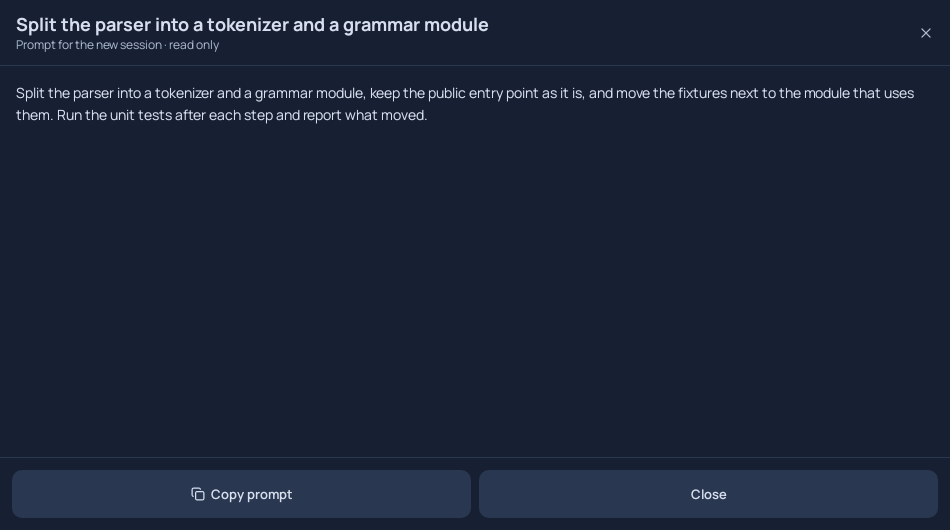 Split the parser into a tokenizer and a grammar module
Prompt for the new session · read only
Split the parser into a tokenizer and a grammar module, keep the public entry point as it is, and move the fixtures next to the module that uses
them. Run the unit tests after each step and report what moved.
Copy prompt
Close